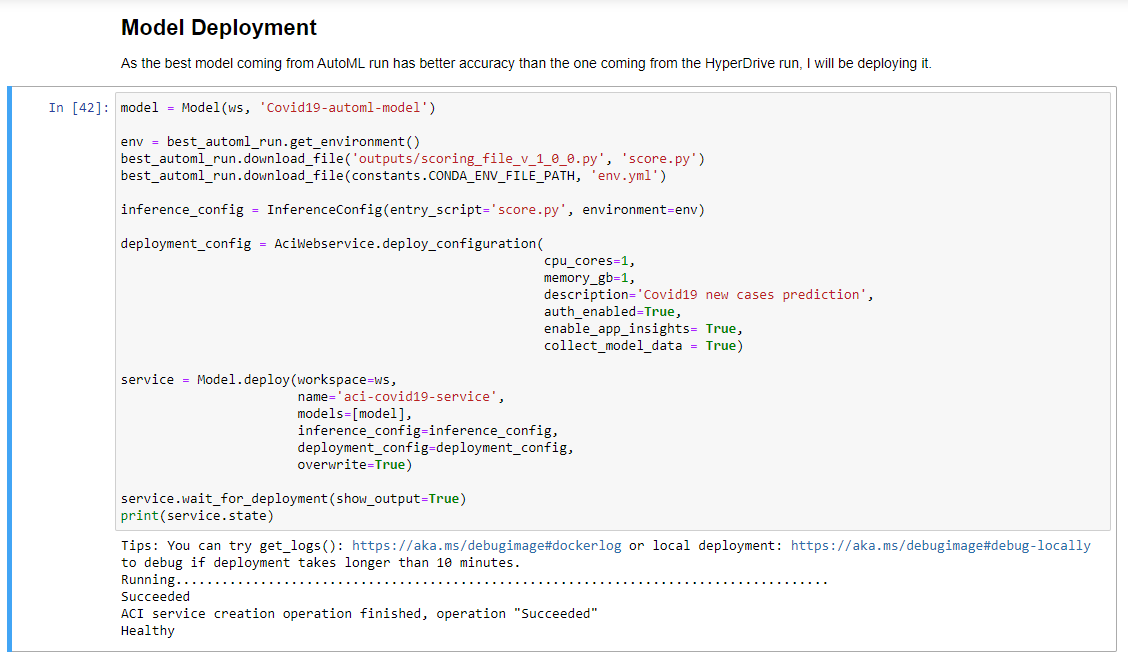 Model Deployment
As the best model coming from AutoML run has better accuracy than the one coming from the HyperDrive run, I will be deploying it.
In [42]: model = Model(ws, 'Covid19-automl-model')
env = best_automl_run.get_environment()
best_automl_run.download_file('outputs/scoring_file_v_1_0_0.py', 'score.py')
best_automl_run.download_file(constants.CONDA_ENV_FILE_PATH, 'env.yml')
inference_config = InferenceConfig(entry_script='score.py', environment=env)
deployment_config = AciWebservice.deploy_configuration(
cpu_cores=1,
memory_gb=1,
description='Covid19 new cases prediction',
auth_enabled=True,
enable_app_insights= True,
collect_model_data = True)
service = Model.deploy(workspace=ws,
name='aci-covid19-service',
models=[model],
inference_config=inference_config,
deployment_config=deployment_config,
overwrite=True)
service.wait_for_deployment(show_output=True)
print(service.state)
Tips: You can try get_logs(): https://aka.ms/debugimage#dockerlog or local deployment: https://aka.ms/debugimage#debug-locally
to debug if deployment takes longer than 10 minutes.
Running.....................................................................................
Succeeded
ACI service creation operation finished, operation "Succeeded"
Healthy